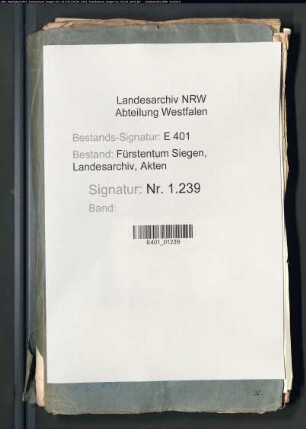 Landesarchiv NRW
Abteilung Westfalen
Bestands-Signatur: E 401
Bestand: Fürstentum Siegen,
Landesarchiv, Akten
Signatur: Nr. 1.239
Band:
E401_01239